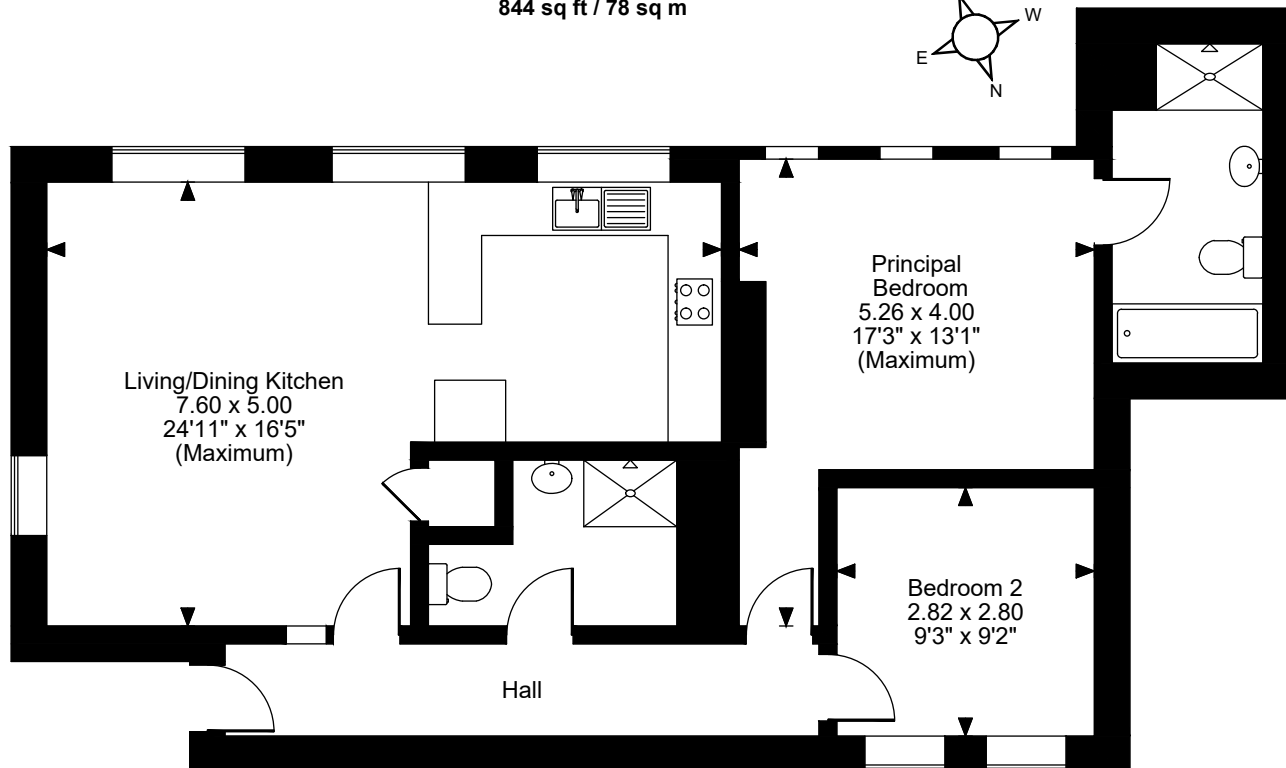 844 sq ft / 78 sq m
W
E
N
Principal
Bedroom
5.26 x 4.00
17'3" x 13'1"
(Maximum)
Living/Dining Kitchen
7.60 x 5.00
24'11" x 16'5"
(Maximum)
Bedroom 2
2.82 x 2.80
9'3" x 9'2"
Hall